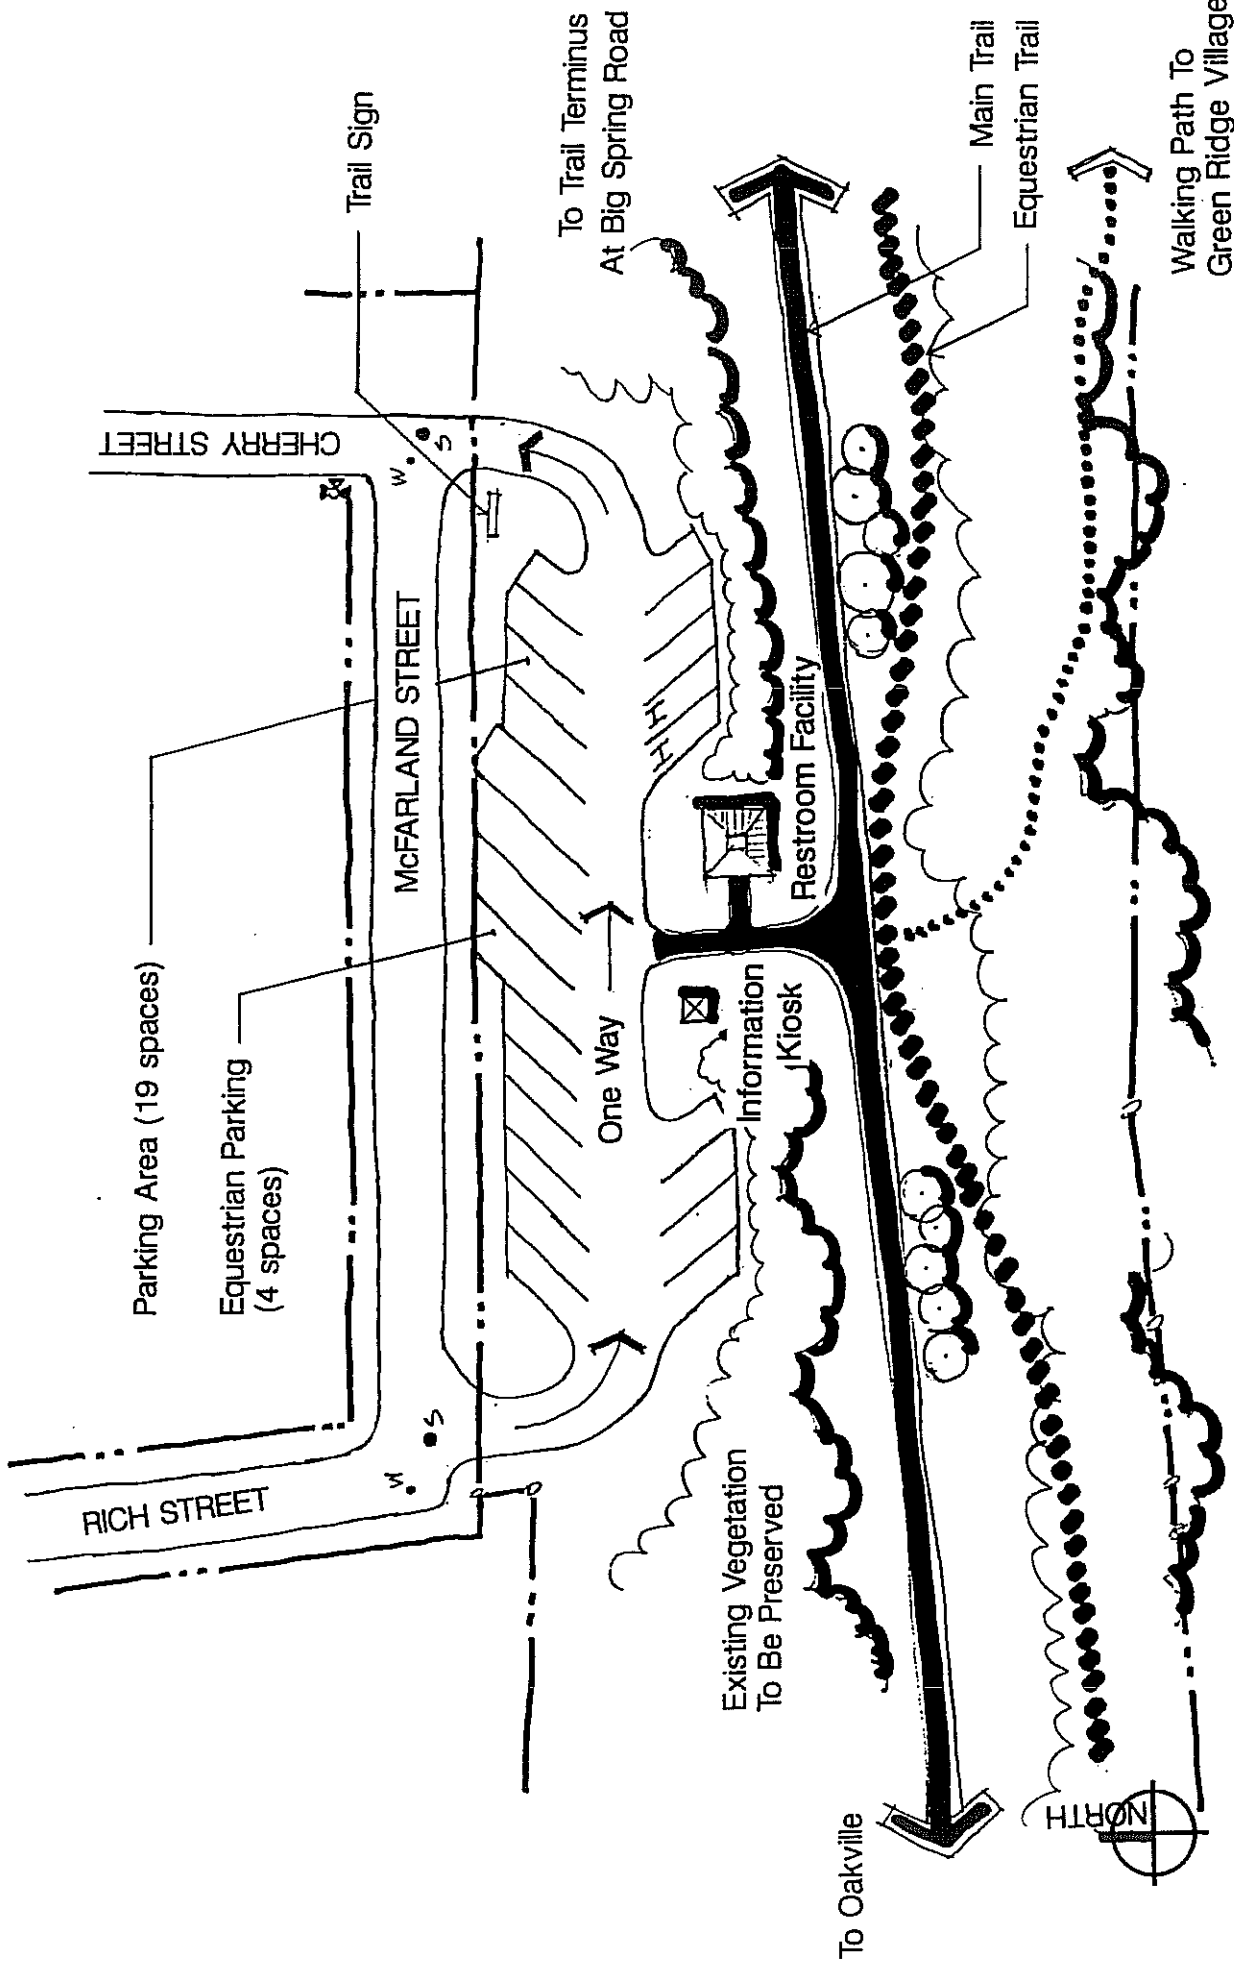 Parking Area (19 spaces)
Equestrian Parking
(4 spaces)
Trail Sign
RICH STREET
McFARLAND STREET
CHERRY STREET
W
S
W
S
To Trail Terminus
At Big Spring Road
One Way
H
H
Information
Kiosk
Restroom Facility
Existing Vegetation
To Be Preserved
Main Trail
Equestrian Trail
To Oakville
Walking Path To
Green Ridge Village
NORTH